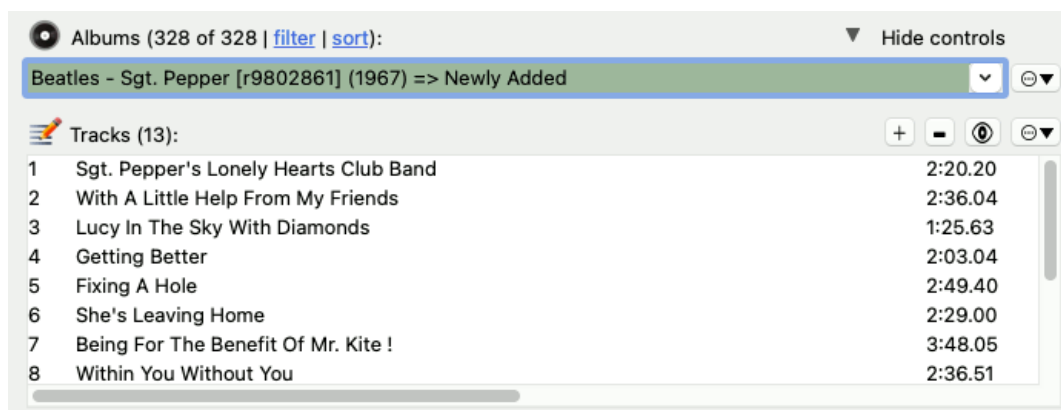 Albums (328 of 328 | filter | sort): Hide controls
Beatles - Sgt. Pepper [r9802861] (1967) => Newly Added
Tracks (13): + -
1 Sgt. Pepper's Lonely Hearts Club Band 2:20.20
2 With A Little Help From My Friends 2:36.04
3 Lucy In The Sky With Diamonds 1:25.63
4 Getting Better 2:03.04
5 Fixing A Hole 2:49.40
6 She's Leaving Home 2:29.00
7 Being For The Benefit Of Mr. Kite ! 3:48.05
8 Within You Without You 2:36.51